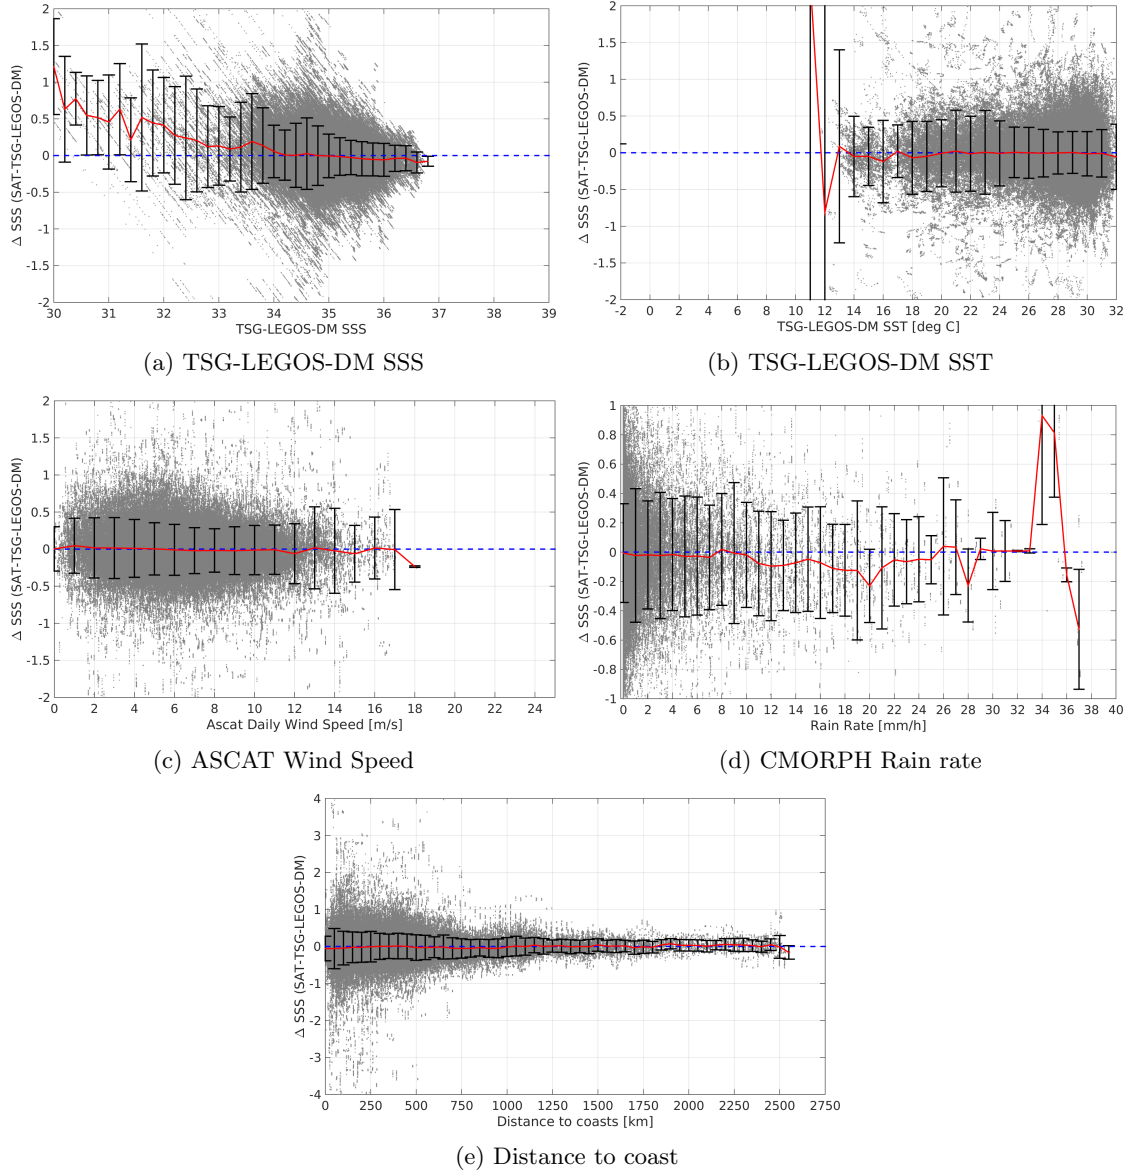 2
1.5
1
0.5
0
-0.5
-1
-1.5
-2
Δ SSS (SAT-TSG-LEGOS-DM)
30 31 32 33 34 35 36 37 38 39
TSG-LEGOS-DM SSS
(a) TSG-LEGOS-DM SSS
2
1.5
1
0.5
0
-0.5
-1
-1.5
-2
Δ SSS (SAT-TSG-LEGOS-DM)
-2 0 2 4 6 8 10 12 14 16 18 20 22 24 26 28 30 32
TSG-LEGOS-DM SST [deg C]
(b) TSG-LEGOS-DM SST
2
1.5
1
0.5
0
-0.5
-1
-1.5
-2
Δ SSS (SAT-TSG-LEGOS-DM)
0 2 4 6 8 10 12 14 16 18 20 22 24
Ascat Daily Wind Speed [m/s]
(c) ASCAT Wind Speed
1
0.8
0.6
0.4
0.2
0
-0.2
-0.4
-0.6
-0.8
-1
Δ SSS (SAT-TSG-LEGOS-DM)
0 2 4 6 8 10 12 14 16 18 20 22 24 26 28 30 32 34 36 38 40
Rain Rate [mm/h]
(d) CMORPH Rain rate
4
3
2
1
0
-1
-2
-3
-4
Δ SSS (SAT-TSG-LEGOS-DM)
0 250 500 750 1000 1250 1500 1750 2000 2250 2500 2750
Distance to coasts [km]
(e) Distance to coast